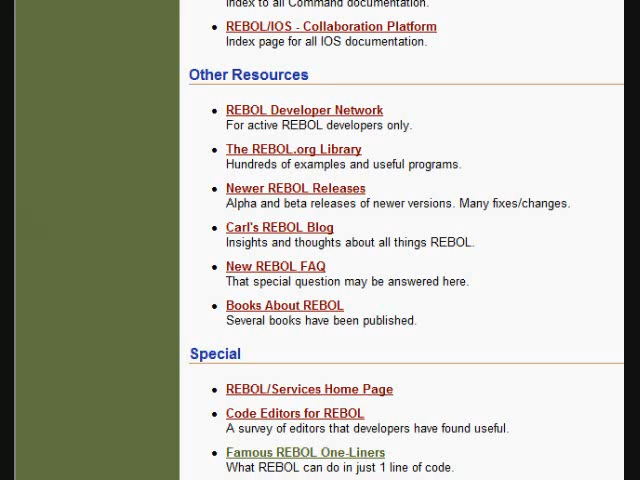 Index to all Command documentation.
REBOL/IOS - Collaboration Platform
Index page for all IOS documentation.
Other Resources
REBOL Developer Network
For active REBOL developers only.
The REBOL.org Library
Hundreds of examples and useful programs.
Newer REBOL Releases
Alpha and beta releases of newer versions. Many fixes/changes.
Carl's REBOL Blog
Insights and thoughts about all things REBOL.
New REBOL FAQ
That special question may be answered here.
Books About REBOL
Several books have been published.
Special
REBOL/Services Home Page
Code Editors for REBOL
A survey of editors that developers have found useful.
Famous REBOL One-Liners
What REBOL can do in just 1 line of code.